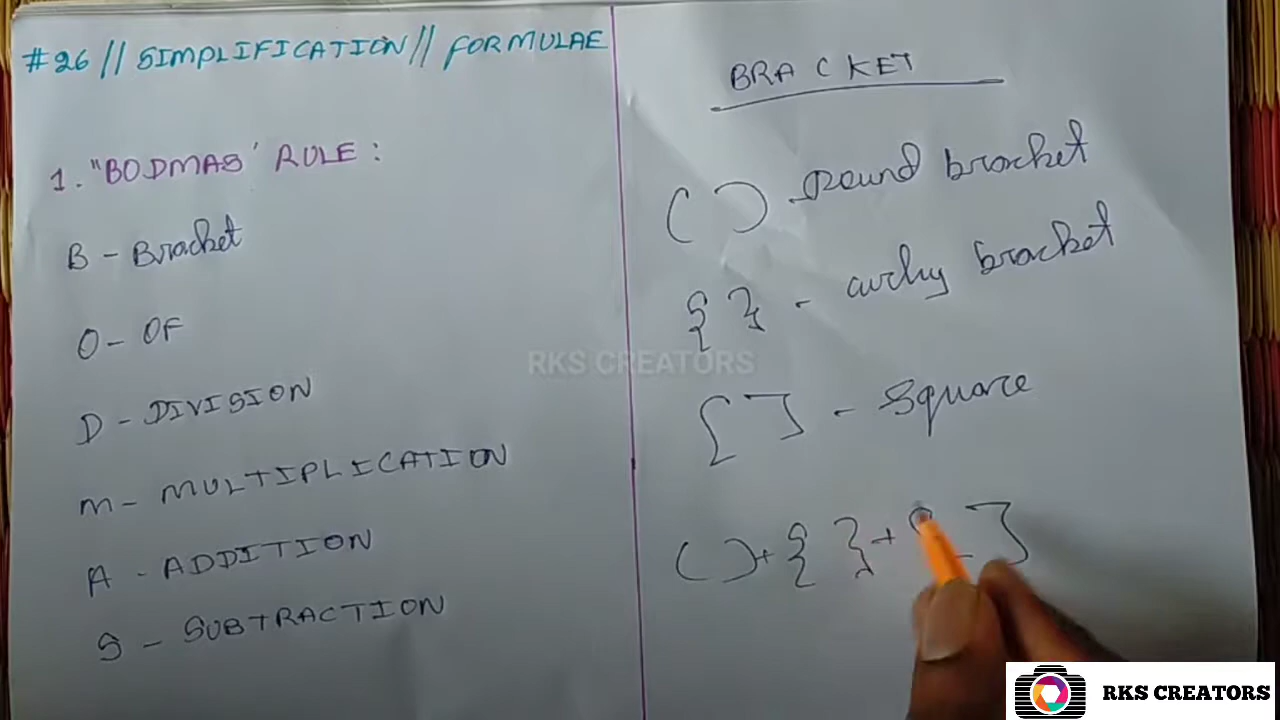 #26 // SIMPLIFICATION // FORMULAE
1. "BODMAS' RULE :
B - Bracket
O - OF
D - DIVISION
M - MULTIPLICATION
A - ADDITION
S - SUBTRACTION
BRACKET
( ) - Round bracket
{ } - curly bracket
[ ] - Square
( ) + { } + [ ]
RKS CREATORS
RKS CREATORS